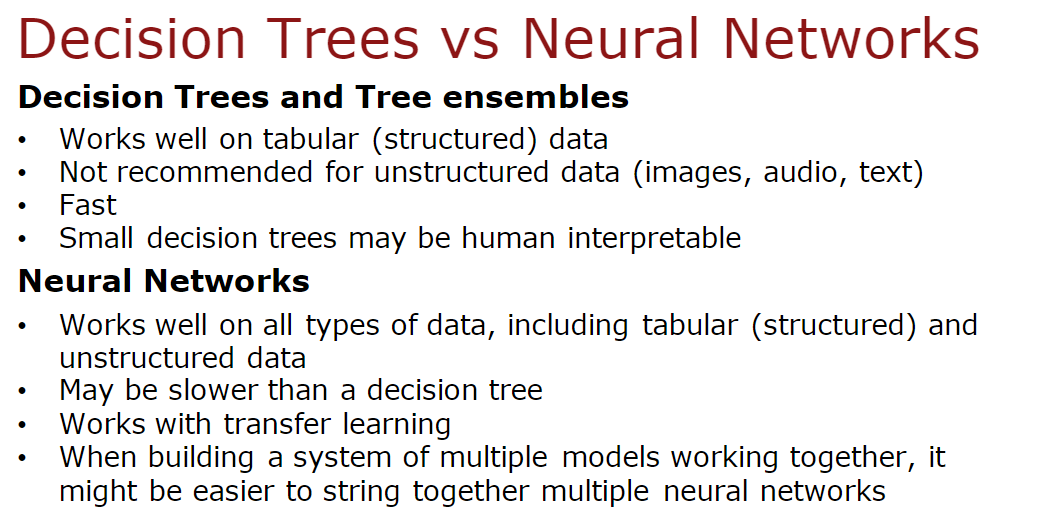 Decision Trees vs Neural Networks
Decision Trees and Tree ensembles
• Works well on tabular (structured) data
• Not recommended for unstructured data (images, audio, text)
• Fast
• Small decision trees may be human interpretable
Neural Networks
• Works well on all types of data, including tabular (structured) and
unstructured data
• May be slower than a decision tree
• Works with transfer learning
• When building a system of multiple models working together, it
might be easier to string together multiple neural networks